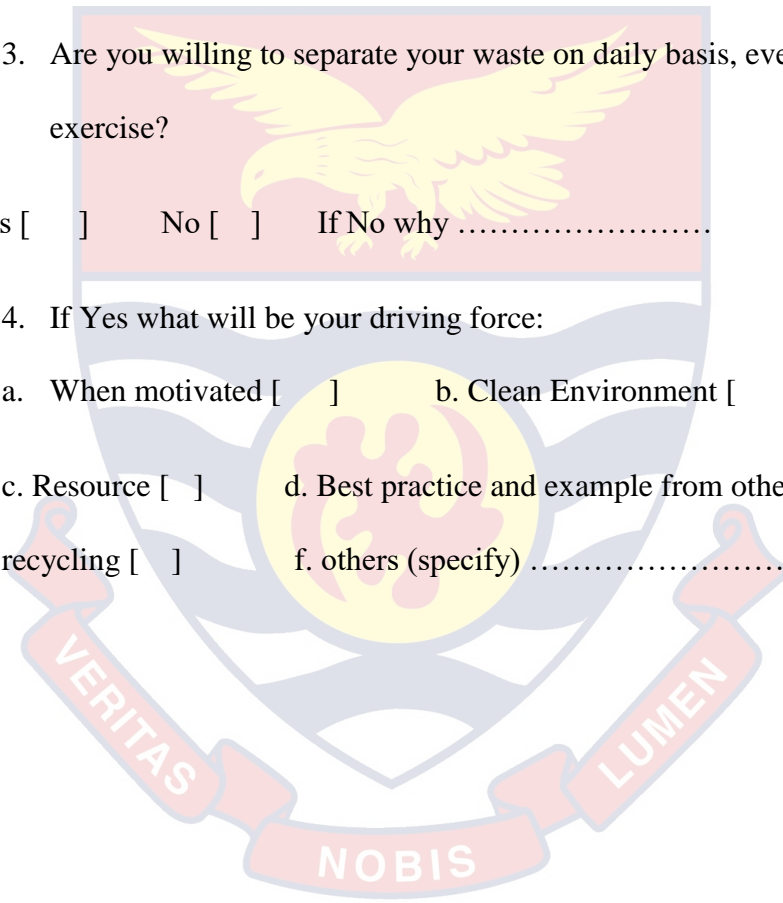 3. Are you willing to separate your waste on daily basis, eve
exercise?
s [ ] No [ ] If No why ……………………
4. If Yes what will be your driving force:
a. When motivated [ ] b. Clean Environment [
c. Resource [ ] d. Best practice and example from othe
recycling [ ] f. others (specify) ……………………
VERITAS
NOBIS
LUMEN